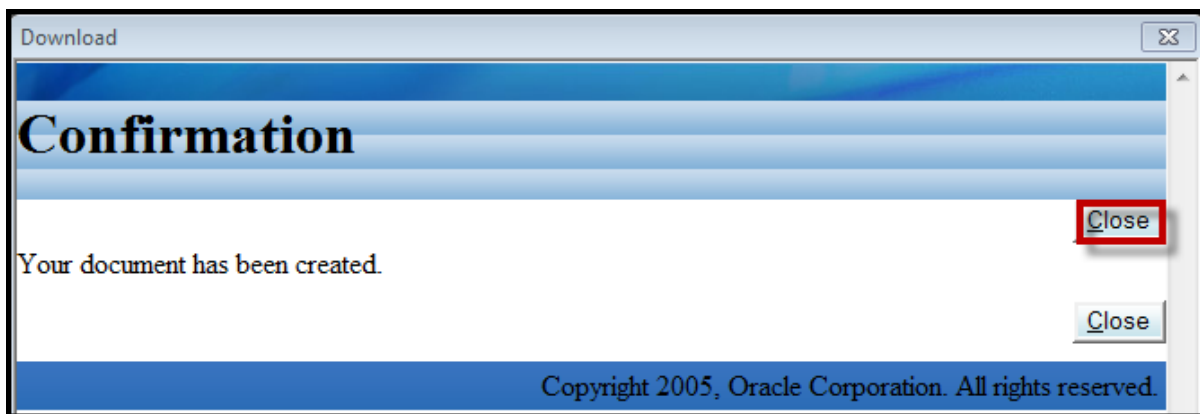 Download
Confirmation
Close
Your document has been created.
Close
Copyright 2005, Oracle Corporation. All rights reserved.